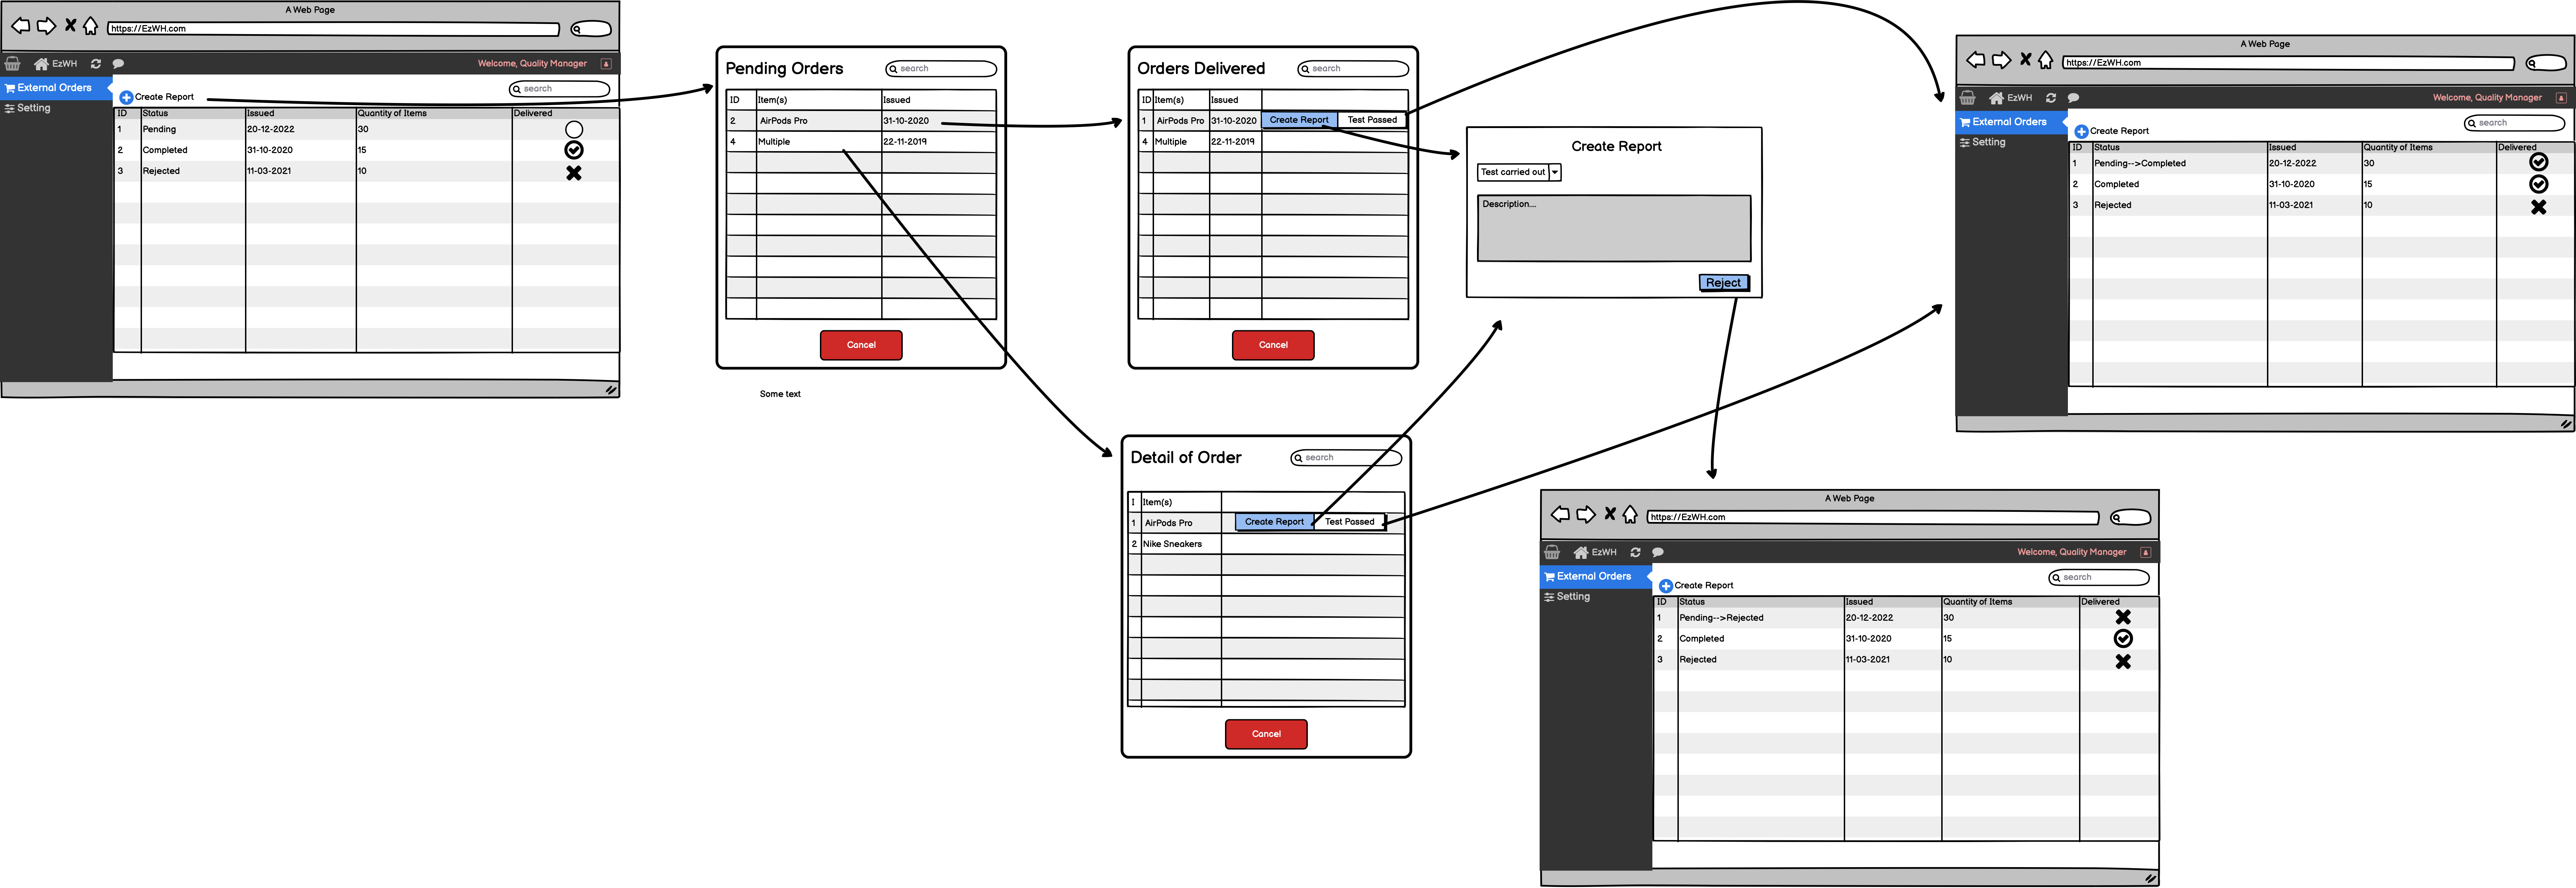 A Web Page
https://EzWH.com
EzWH
Welcome, Quality Manager
External Orders
Setting
search
Create Report
ID Status Issued Quantity of Items Delivered
1 Pending 20-12-2022 30
2 Completed 31-10-2020 15
3 Rejected 11-03-2021 10
Pending Orders
search
ID Item(s) Issued
2 AirPods Pro 31-10-2020
4 Multiple 22-11-2019
Cancel
Some text
Orders Delivered
search
ID Item(s) Issued
1 AirPods Pro 31-10-2020 Create Report Test Passed
4 Multiple 22-11-2019
Cancel
Create Report
Test carried out
Description...
Reject
Detail of Order
search
I Item(s)
1 AirPods Pro Create Report Test Passed
2 Nike Sneakers
Cancel
A Web Page
https://EzWH.com
EzWH
Welcome, Quality Manager
External Orders
Setting
search
Create Report
ID Status Issued Quantity of Items Delivered
1 Pending-->Completed 20-12-2022 30
2 Completed 31-10-2020 15
3 Rejected 11-03-2021 10
A Web Page
https://EzWH.com
EzWH
Welcome, Quality Manager
External Orders
Setting
search
Create Report
ID Status Issued Quantity of Items Delivered
1 Pending-->Rejected 20-12-2022 30
2 Completed 31-10-2020 15
3 Rejected 11-03-2021 10